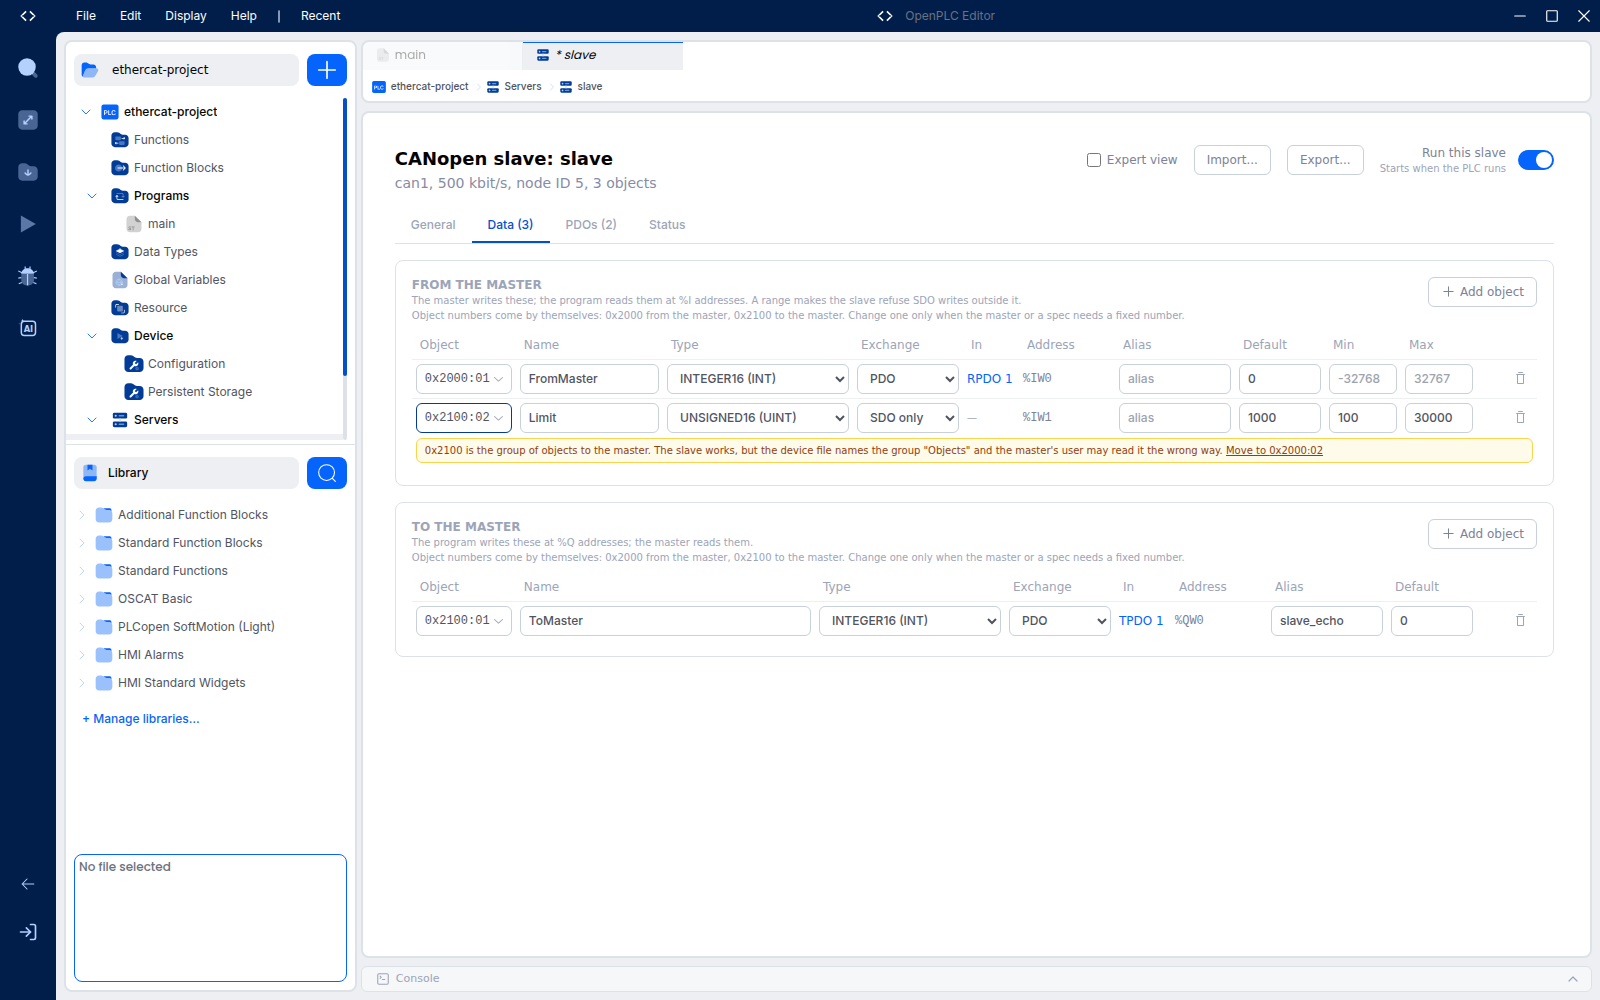 File Edit Display Help | Recent
OpenPLC Editor
ethercat-project
PLC ethercat-project
Functions
Function Blocks
Programs
main
Data Types
Global Variables
Resource
Device
Configuration
Persistent Storage
Servers
AI
Library
Additional Function Blocks
Standard Function Blocks
Standard Functions
OSCAT Basic
PLCopen SoftMotion (Light)
HMI Alarms
HMI Standard Widgets
+ Manage libraries...
No file selected
main
* slave
PLC ethercat-project Servers slave
CANopen slave: slave
can1, 500 kbit/s, node ID 5, 3 objects
Expert view
Import...
Export...
Run this slave
Starts when the PLC runs
General Data (3) PDOs (2) Status
FROM THE MASTER
The master writes these; the program reads them at %I addresses. A range makes the slave refuse SDO writes outside it.
Object numbers come by themselves: 0x2000 from the master, 0x2100 to the master. Change one only when the master or a spec needs a fixed number.
+ Add object
Object Name Type Exchange In Address Alias Default Min Max
0x2000:01 FromMaster INTEGER16 (INT) PDO RPDO 1 %IW0 alias 0 -32768 32767
0x2100:02 Limit UNSIGNED16 (UINT) SDO only — %IW1 alias 1000 100 30000
0x2100 is the group of objects to the master. The slave works, but the device file names the group "Objects" and the master's user may read it the wrong way. Move to 0x2000:02
TO THE MASTER
The program writes these at %Q addresses; the master reads them.
Object numbers come by themselves: 0x2000 from the master, 0x2100 to the master. Change one only when the master or a spec needs a fixed number.
+ Add object
Object Name Type Exchange In Address Alias Default
0x2100:01 ToMaster INTEGER16 (INT) PDO TPDO 1 %QW0 slave_echo 0
Console